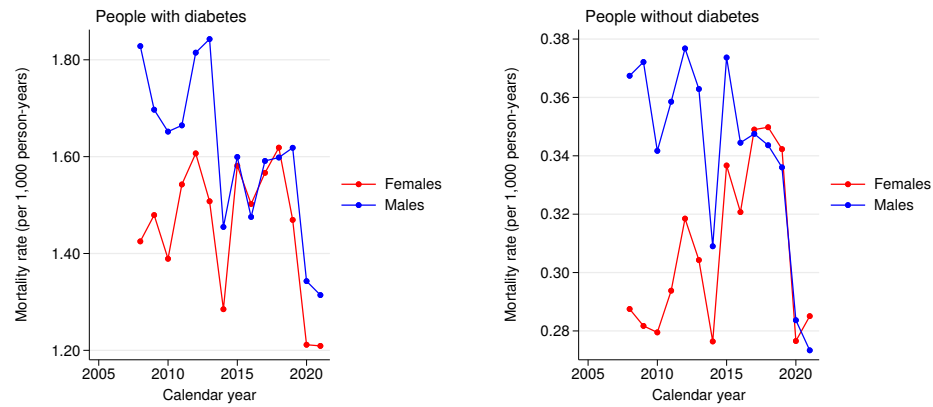 People with diabetes
Mortality rate (per 1,000 person-years)
1.80
1.60
1.40
1.20
2005 2010 2015 2020
Calendar year
Females
Males
People without diabetes
Mortality rate (per 1,000 person-years)
0.38
0.36
0.34
0.32
0.30
0.28
2005 2010 2015 2020
Calendar year
Females
Males